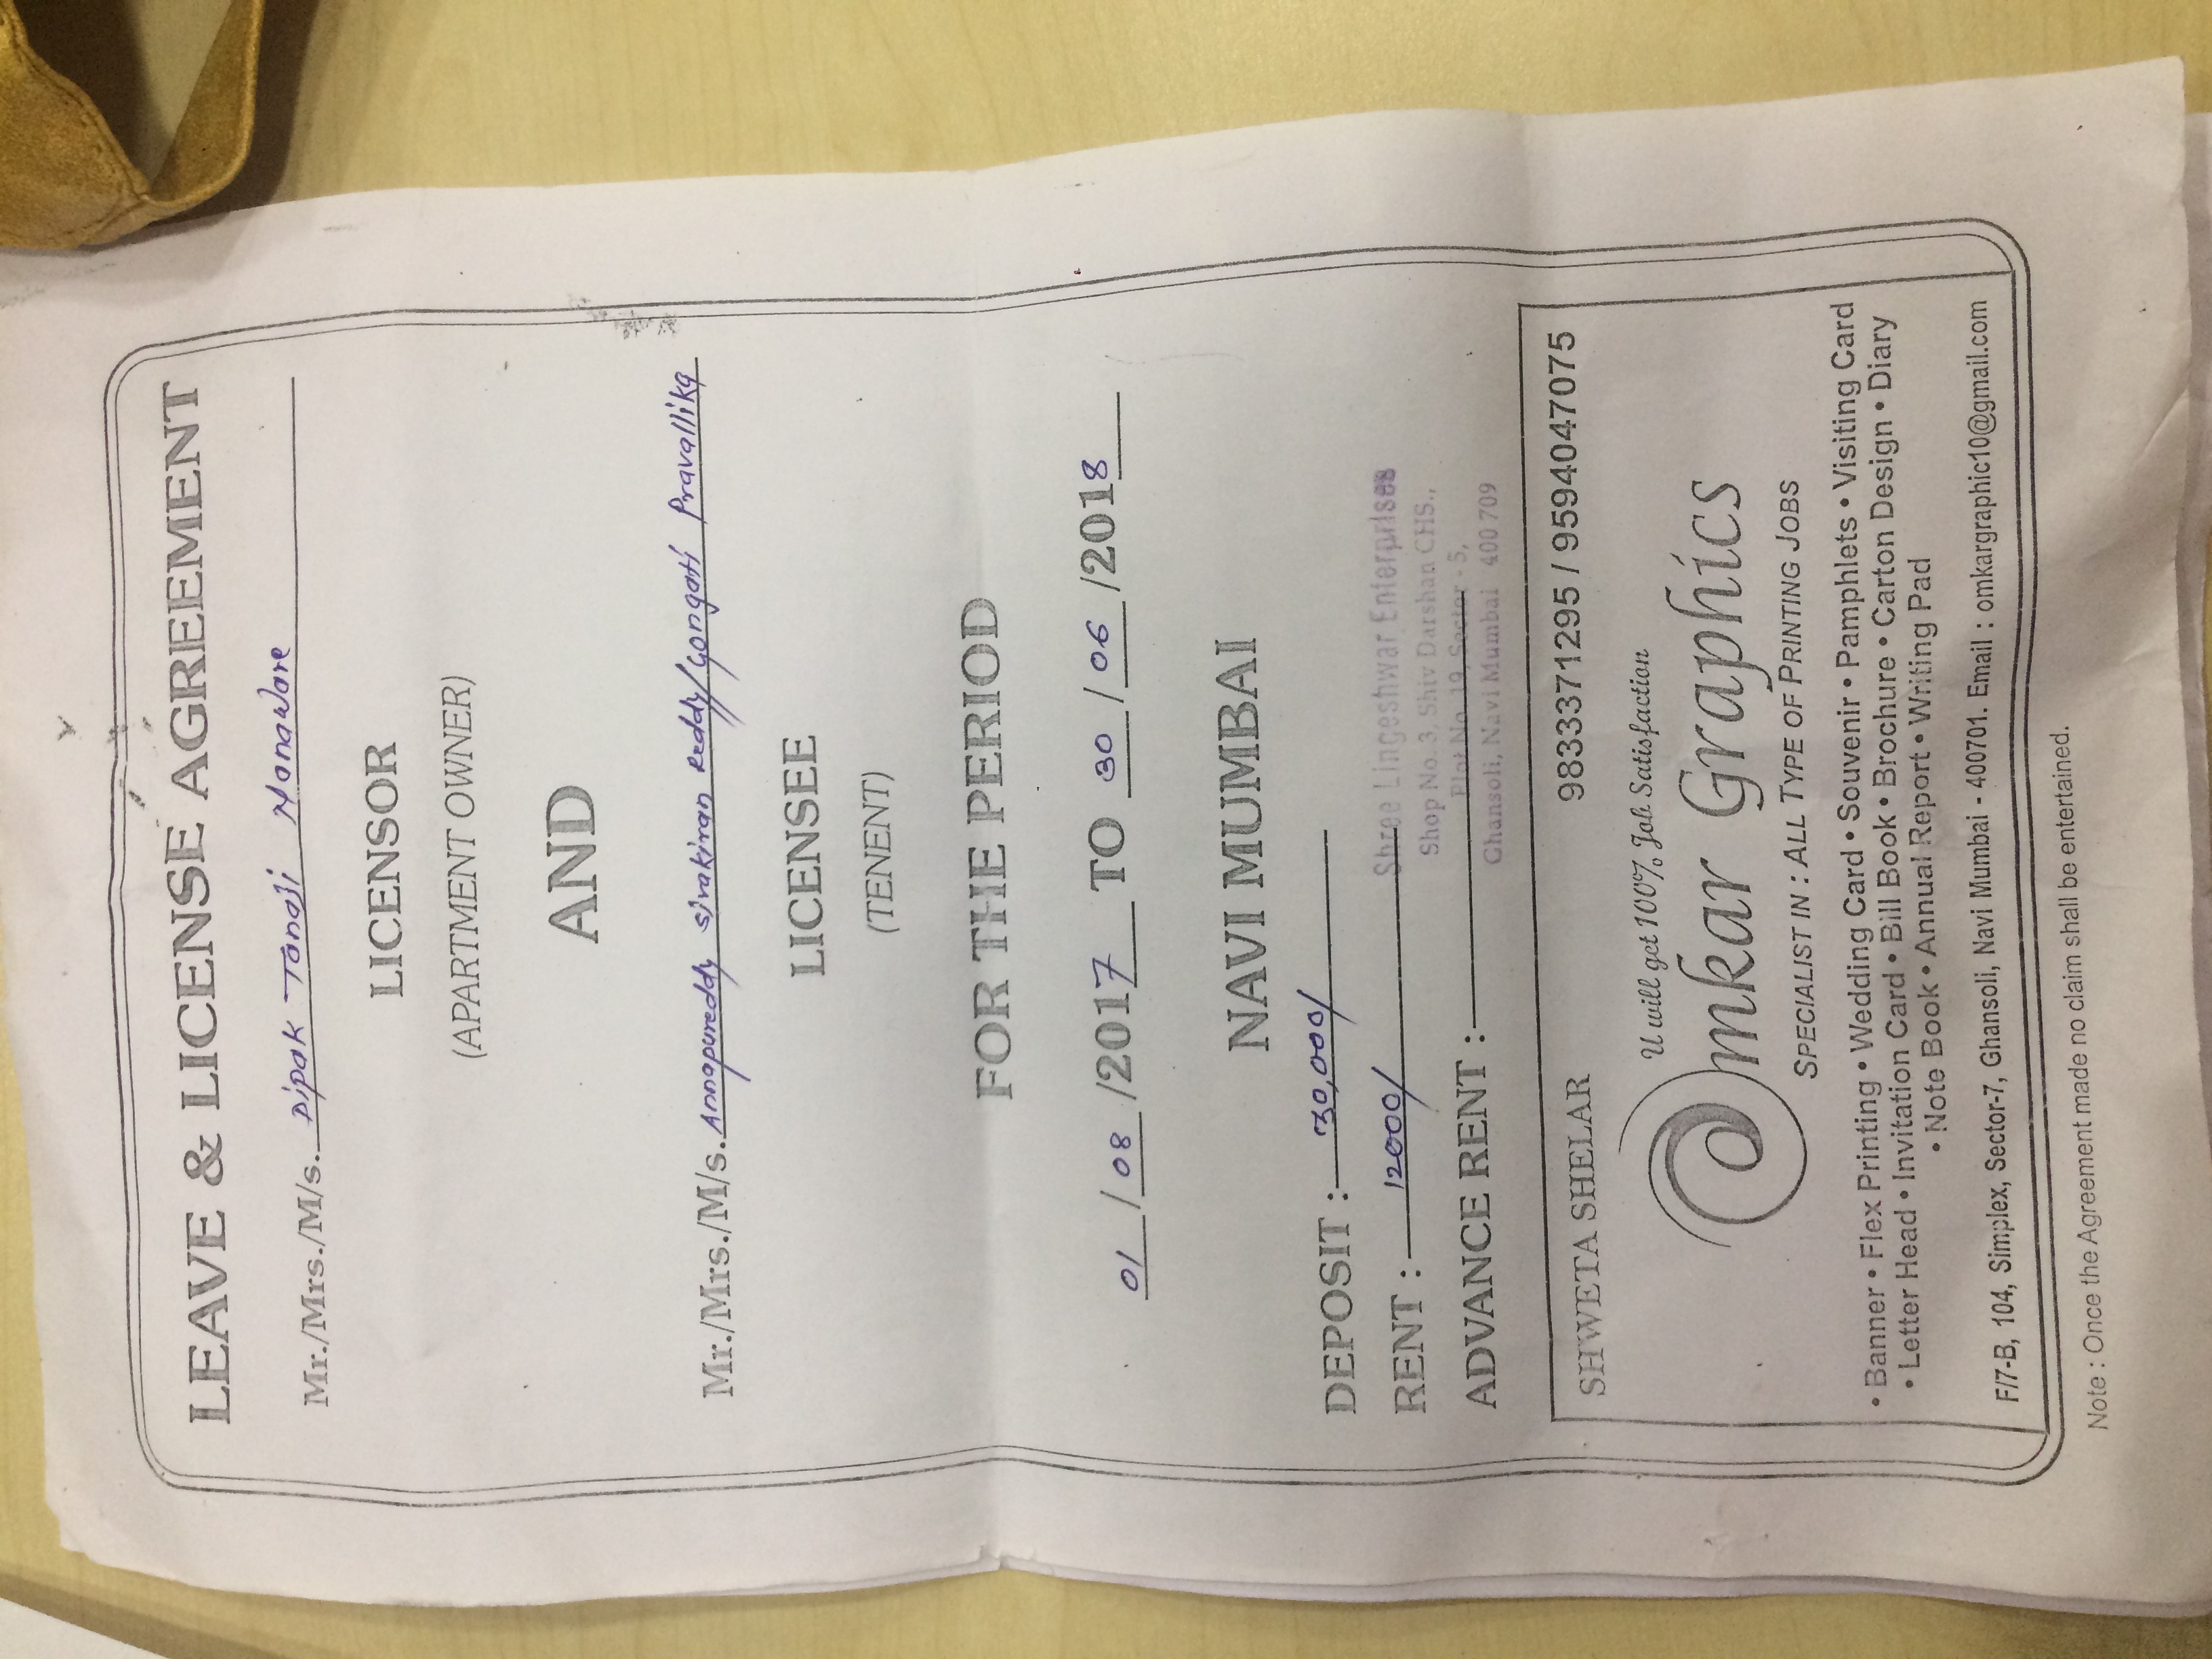 LEAVE & LICENSE AGREEMENT
Mr./Mrs./M/s. Dipak Tanaji Nanaware
LICENSOR
(APARTMENT OWNER)
AND
Mr./Mrs./M/s. Annapureddy Sivakiran Reddy/Gongati Pravallika
LICENSEE
(TENENT)
FOR THE PERIOD
01/08/2017 TO 30/06/2018
NAVI MUMBAI
DEPOSIT : 30,000/
RENT : 12000/
ADVANCE RENT :
Shree Lingeshwar Enterprises
Shop No. 3, Shiv Darshan CHS.,
Plot No. 19, Sector - 5,
Ghansoli, Navi Mumbai 400 709
SHWETA SHELAR 9833371295 / 9594047075
U will get 100% Job Satisfaction
Omkar Graphics
SPECIALIST IN : ALL TYPE OF PRINTING JOBS
• Banner • Flex Printing • Wedding Card • Souvenir • Pamphlets • Visiting Card
• Letter Head • Invitation Card • Bill Book • Brochure • Carton Design • Diary
• Note Book • Annual Report • Writing Pad
F/7-B, 104, Simplex, Sector-7, Ghansoli, Navi Mumbai - 400701. Email : omkargraphic10@gmail.com
Note : Once the Agreement made no claim shall be entertained.